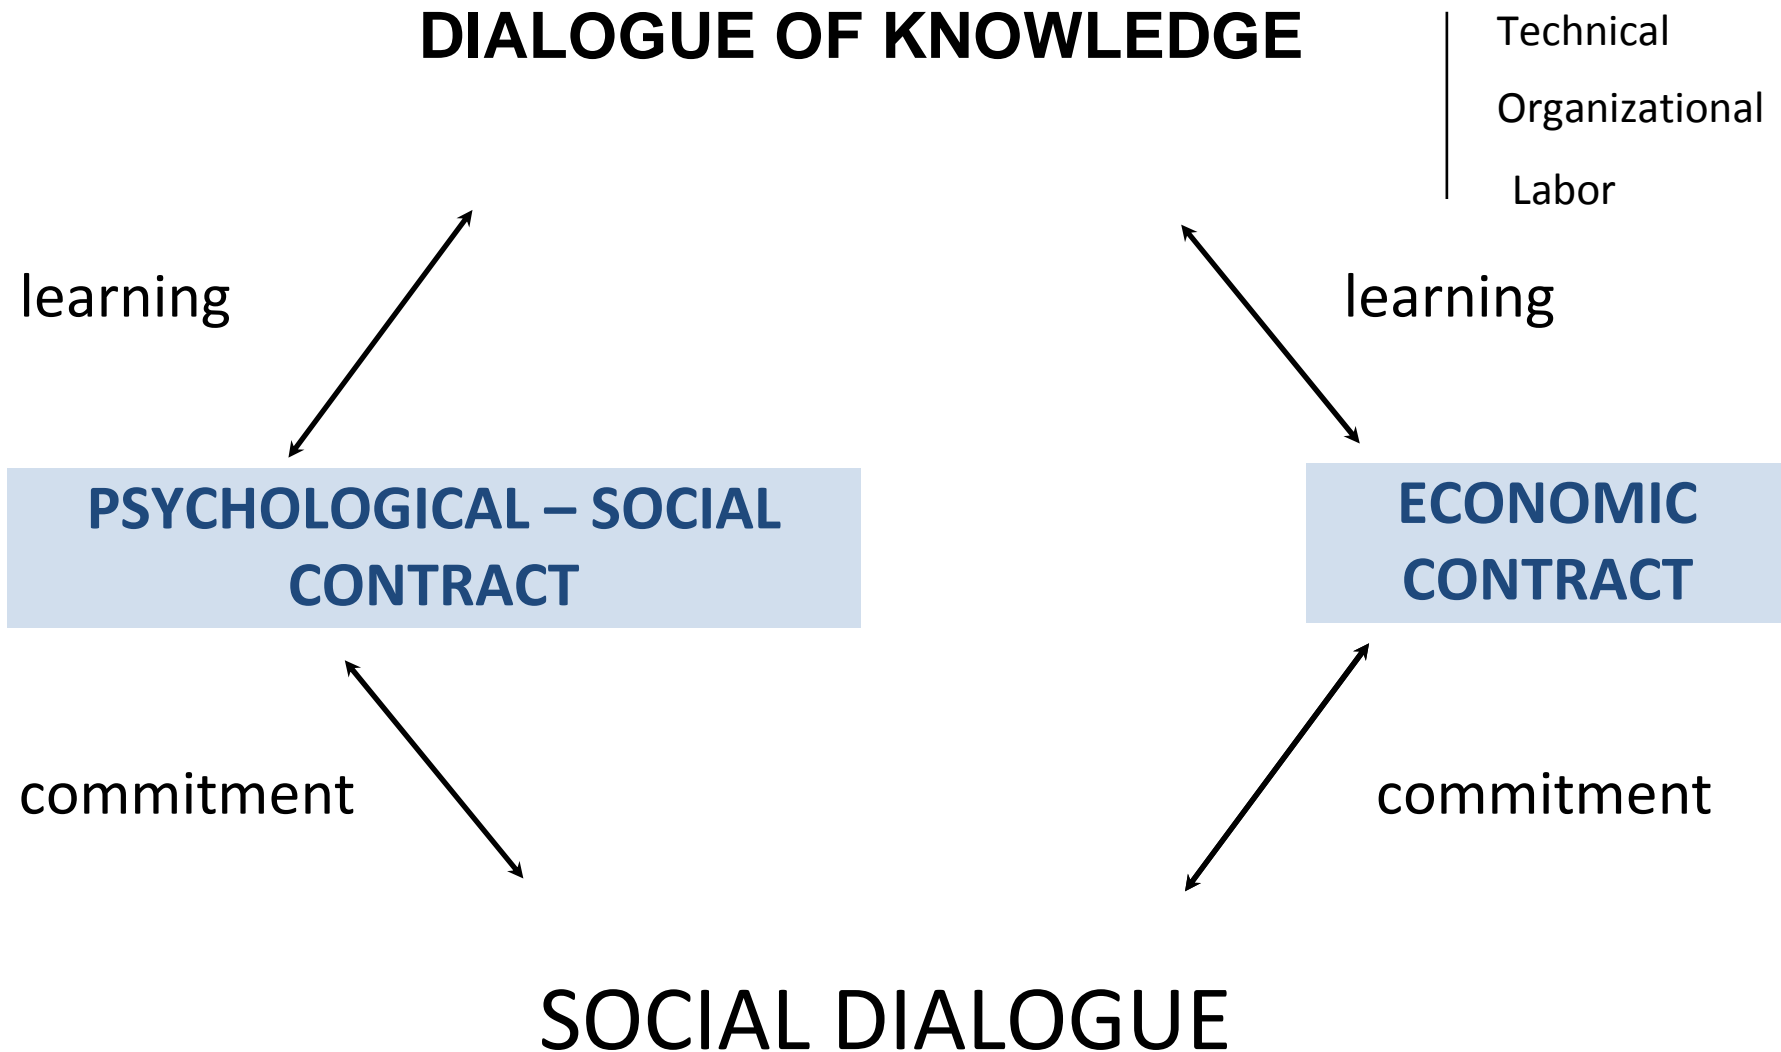 DIALOGUE OF KNOWLEDGE
Technical
Organizational
Labor
learning
learning
PSYCHOLOGICAL – SOCIAL
CONTRACT
ECONOMIC
CONTRACT
commitment
commitment
SOCIAL DIALOGUE